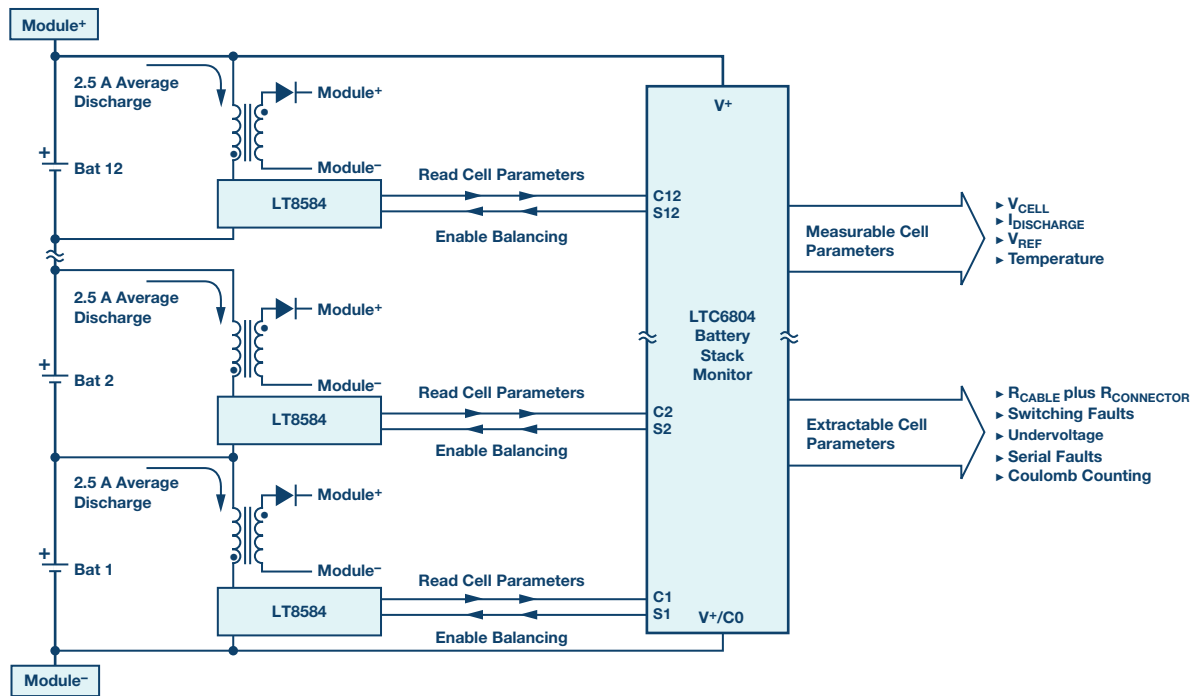 Module+
2.5 A Average
Discharge
Module+
+
Bat 12
Module−
LT8584
Read Cell Parameters
Enable Balancing
2.5 A Average
Discharge
Module+
+
Bat 2
Module−
LT8584
Read Cell Parameters
Enable Balancing
2.5 A Average
Discharge
Module+
+
Bat 1
Module−
LT8584
Read Cell Parameters
Enable Balancing
Module−
V+
C12
S12
LTC6804
Battery
Stack
Monitor
C2
S2
C1
S1
V+/C0
Measurable Cell
Parameters
VCELL
IDISCHARGE
VREF
Temperature
Extractable Cell
Parameters
RCABLE plus RCONNECTOR
Switching Faults
Undervoltage
Serial Faults
Coulomb Counting